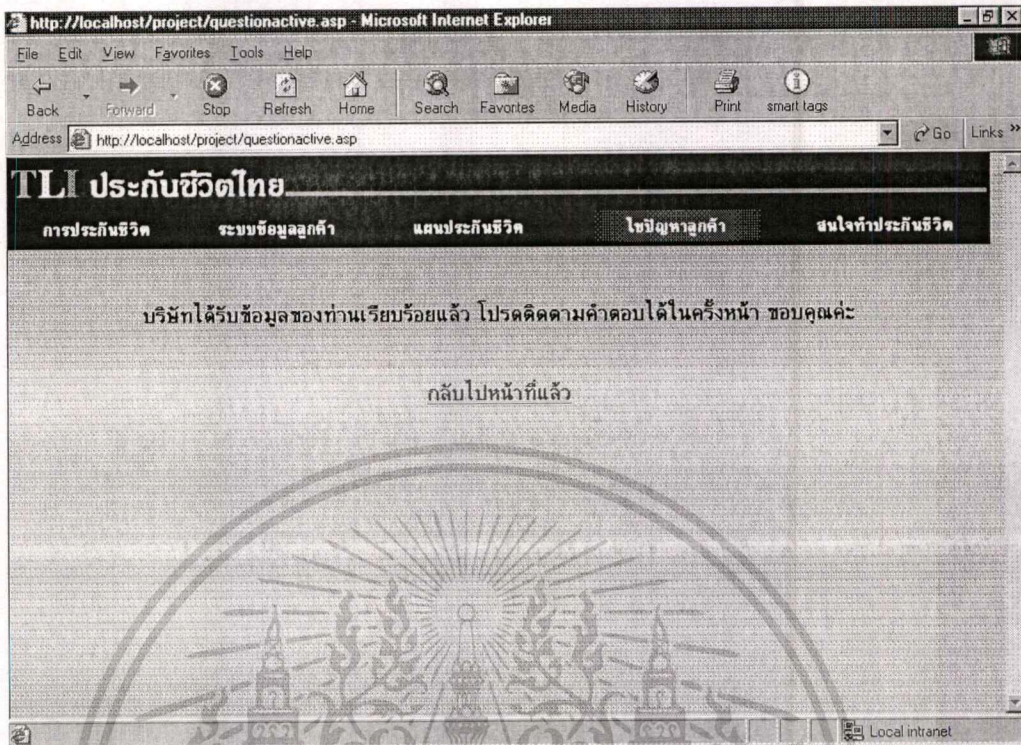 http://localhost/project/questionactive.asp - Microsoft Internet Explorer
File Edit View Favorites Tools Help
Back Forward Stop Refresh Home Search Favorites Media History Print smart tags
Address http://localhost/project/questionactive.asp Go Links »
TLI ประกันชีวิตไทย
การประกันชีวิต ระบบข้อมูลลูกค้า แผนประกันชีวิต ไขปัญหาลูกค้า สนใจทำประกันชีวิต
บริษัทได้รับข้อมูลของท่านเรียบร้อยแล้ว โปรดติดตามคำตอบได้ในครั้งหน้า ขอบคุณค่ะ
กลับไปหน้าที่แล้ว
Local intranet